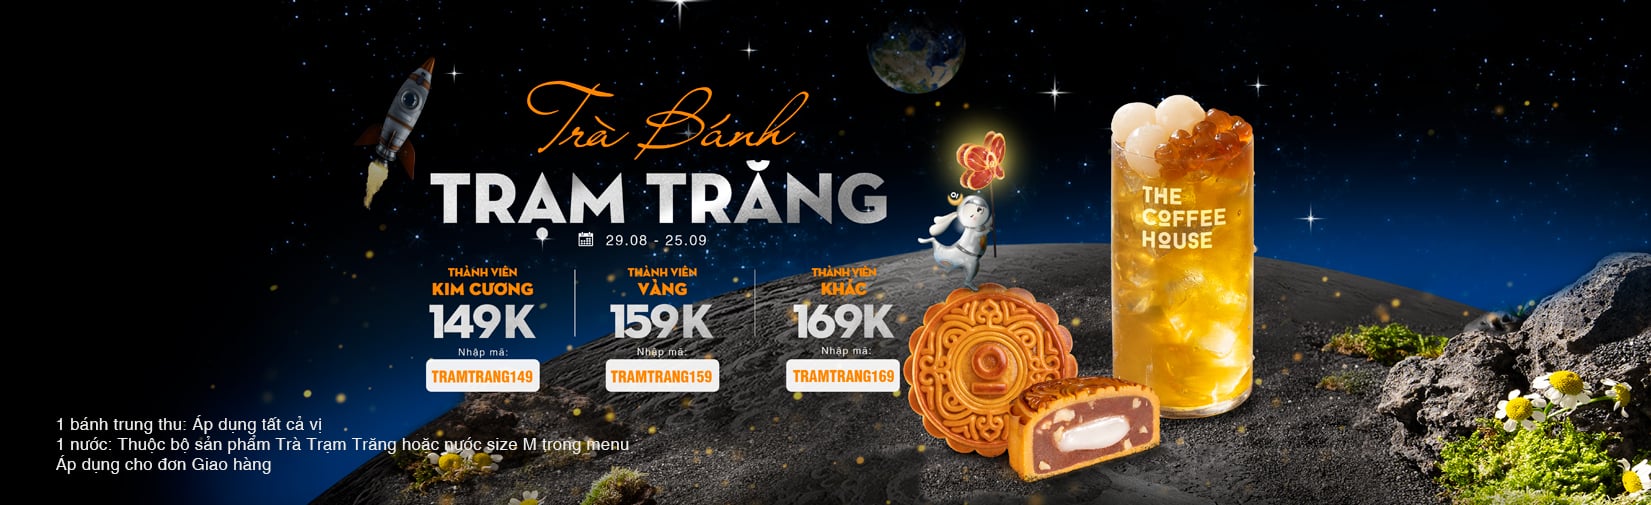 Trà Bánh
TRẠM TRĂNG
29.08 - 25.09
THÀNH VIÊN
KIM CƯƠNG
149K
Nhập mã:
TRAMTRANG149
THÀNH VIÊN
VÀNG
159K
Nhập mã:
TRAMTRANG159
THÀNH VIÊN
KHÁC
169K
Nhập mã:
TRAMTRANG169
THE
COFFEE
HOUSE
1 bánh trung thu: Áp dụng tất cả vị
1 nước: Thuộc bộ sản phẩm Trà Trạm Trăng hoặc nước size M trong menu
Áp dụng cho đơn Giao hàng